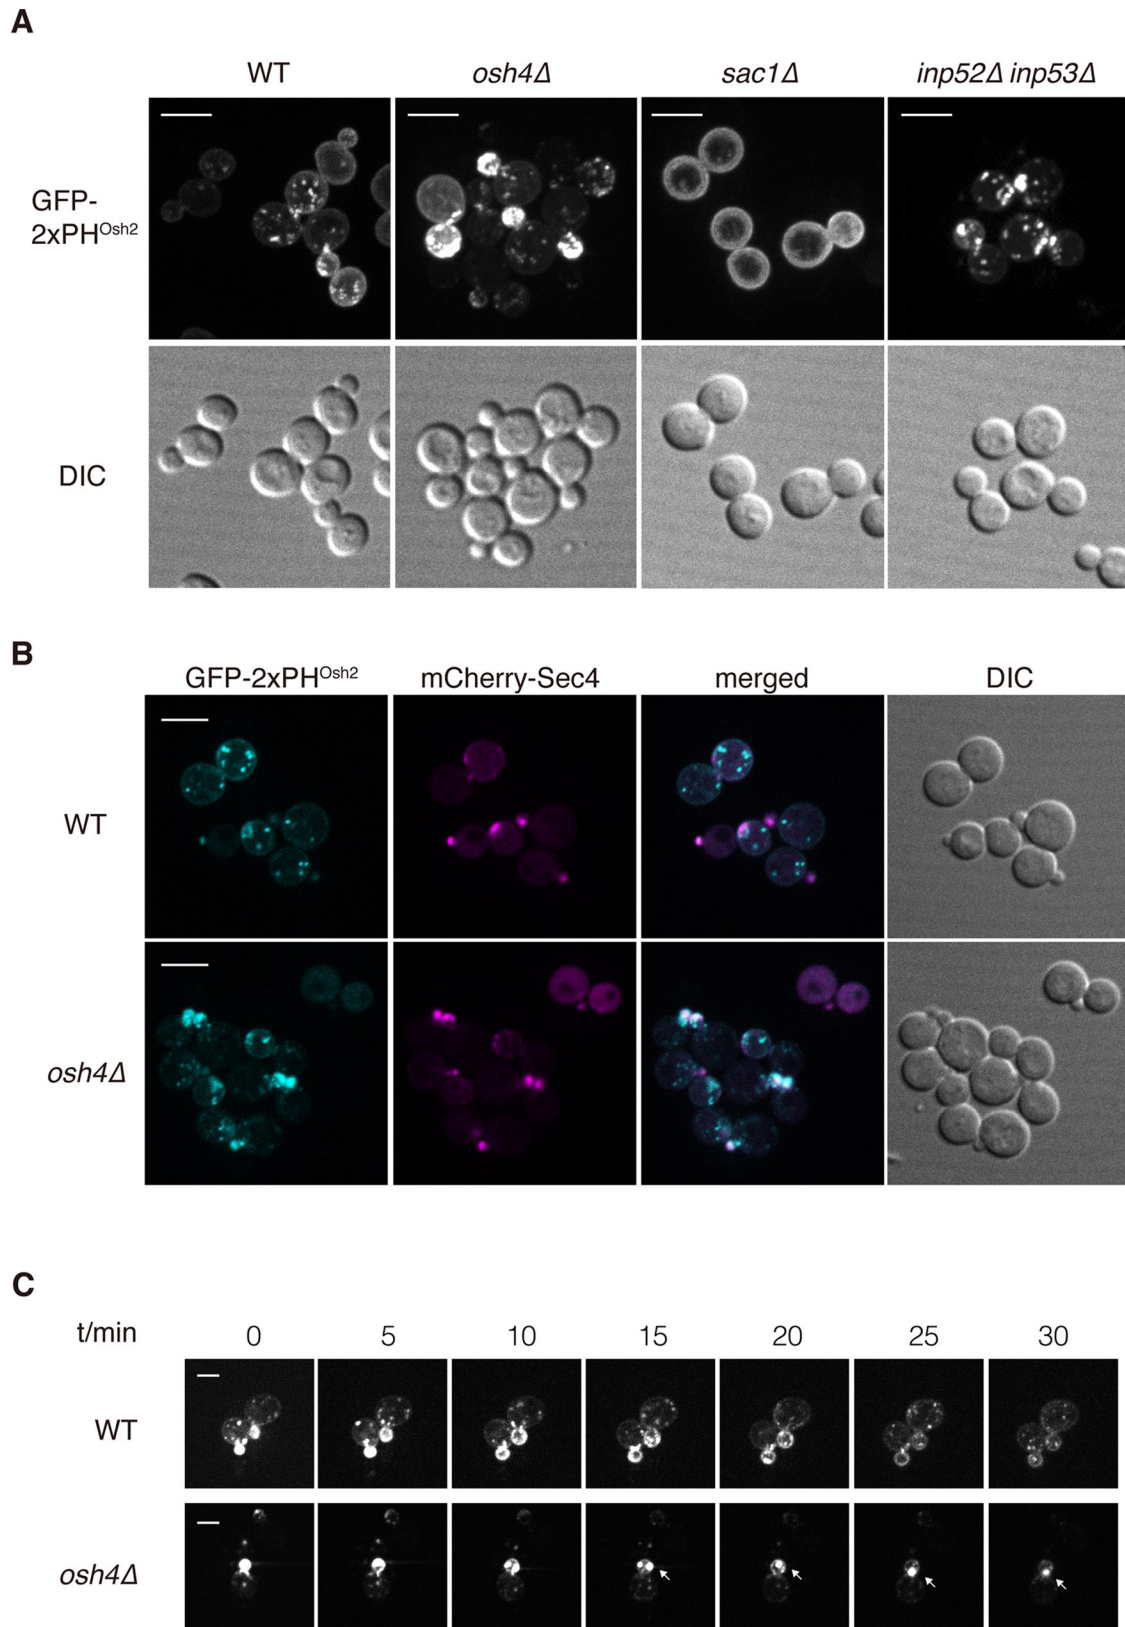 A
WT osh4Δ sac1Δ inp52Δ inp53Δ
GFP-
2xPHOsh2
DIC
B
GFP-2xPHOsh2 mCherry-Sec4 merged DIC
WT
osh4Δ
C
t/min 0 5 10 15 20 25 30
WT
osh4Δ